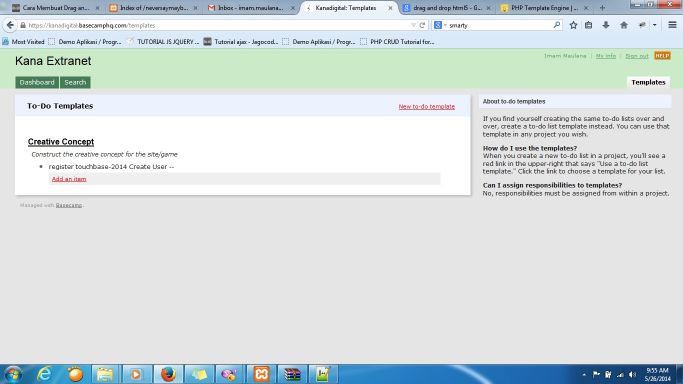 Cara Membuat Drag an...
Index of /neversaymaybo...
Inbox - imam.maulana...
Kanadigital: Templates
drag and drop html5 - G...
PHP Template Engine | ...
https://kanadigital.basecamphq.com/templates
smarty
Most Visited
Demo Aplikasi / Progr...
TUTORIAL JS JQUERY ...
Tutorial ajax - Jagocod...
Demo Aplikasi / Progr...
PHP CRUD Tutorial for...
Kana Extranet
Imam Maulana | My info | Sign out HELP
Dashboard Search
Templates
To-Do Templates
New to-do template
Creative Concept
Construct the creative concept for the site/game
register touchbase-2014 Create User --
Add an item
Managed with Basecamp.
About to-do templates
If you find yourself creating the same to-do lists over and
over, create a to-do list template instead. You can use that
template in any project you wish.
How do I use the templates?
When you create a new to-do list in a project, you'll see a
red link in the upper-right that says "Use a to-do list
template." Click the link to choose a template for your list.
Can I assign responsibilities to templates?
No, responsibilities must be assigned from within a project.
9:55 AM
5/26/2014